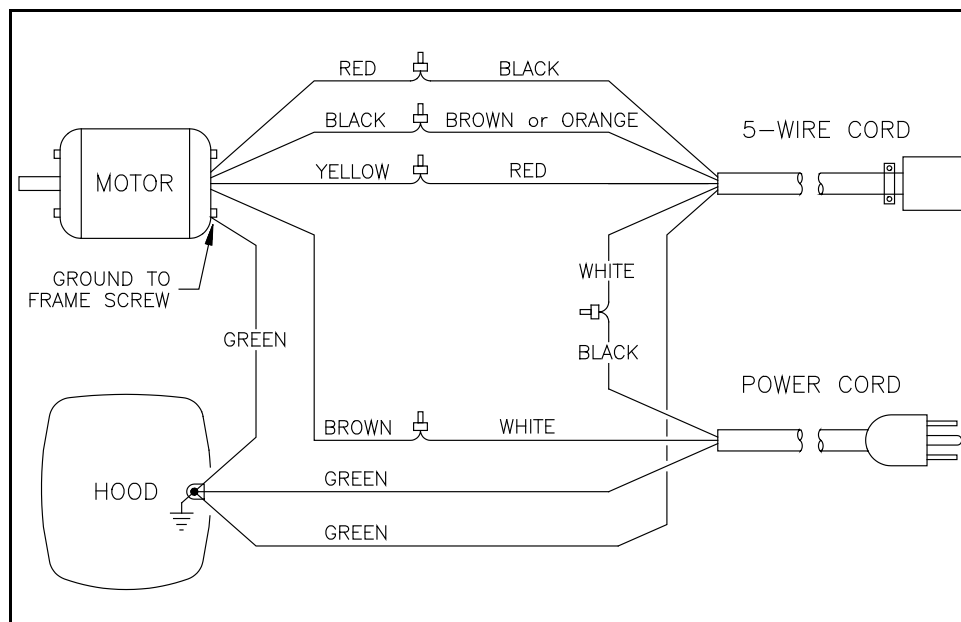 RED
BLACK
BLACK
BROWN or ORANGE
5-WIRE CORD
YELLOW
RED
MOTOR
GROUND TO
FRAME SCREW
WHITE
GREEN
BLACK
POWER CORD
BROWN
WHITE
HOOD
GREEN
GREEN